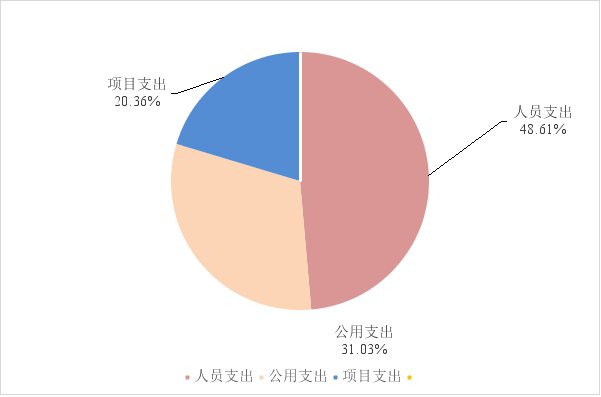 项目支出
20.36%
人员支出
48.61%
公用支出
31.03%
人员支出 公用支出 项目支出